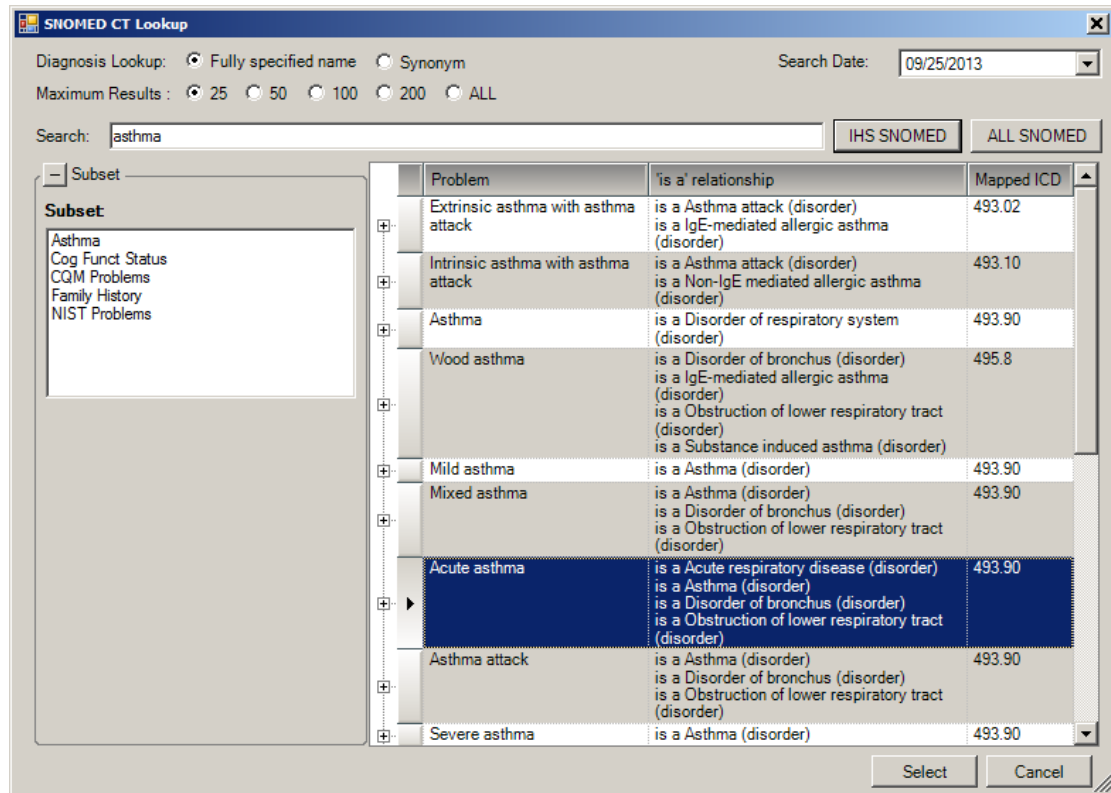 SNOMED CT Lookup
Diagnosis Lookup: Fully specified name Synonym Search Date: 09/25/2013
Maximum Results : 25 50 100 200 ALL
Search: asthma IHS SNOMED ALL SNOMED
Subset
Subset:
Asthma
Cog Funct Status
CQM Problems
Family History
NIST Problems
Problem 'is a' relationship Mapped ICD
Extrinsic asthma with asthma is a Asthma attack (disorder) 493.02
attack is a IgE-mediated allergic asthma
(disorder)
Intrinsic asthma with asthma is a Asthma attack (disorder) 493.10
attack is a Non-IgE mediated allergic asthma
(disorder)
Asthma is a Disorder of respiratory system 493.90
(disorder)
Wood asthma is a Disorder of bronchus (disorder) 495.8
is a IgE-mediated allergic asthma
(disorder)
is a Obstruction of lower respiratory tract
(disorder)
is a Substance induced asthma (disorder)
Mild asthma is a Asthma (disorder) 493.90
Mixed asthma is a Asthma (disorder) 493.90
is a Disorder of bronchus (disorder)
is a Obstruction of lower respiratory tract
(disorder)
Acute asthma is a Acute respiratory disease (disorder) 493.90
is a Asthma (disorder)
is a Disorder of bronchus (disorder)
is a Obstruction of lower respiratory tract
(disorder)
Asthma attack is a Asthma (disorder) 493.90
is a Disorder of bronchus (disorder)
is a Obstruction of lower respiratory tract
(disorder)
Severe asthma is a Asthma (disorder) 493.90
Select Cancel